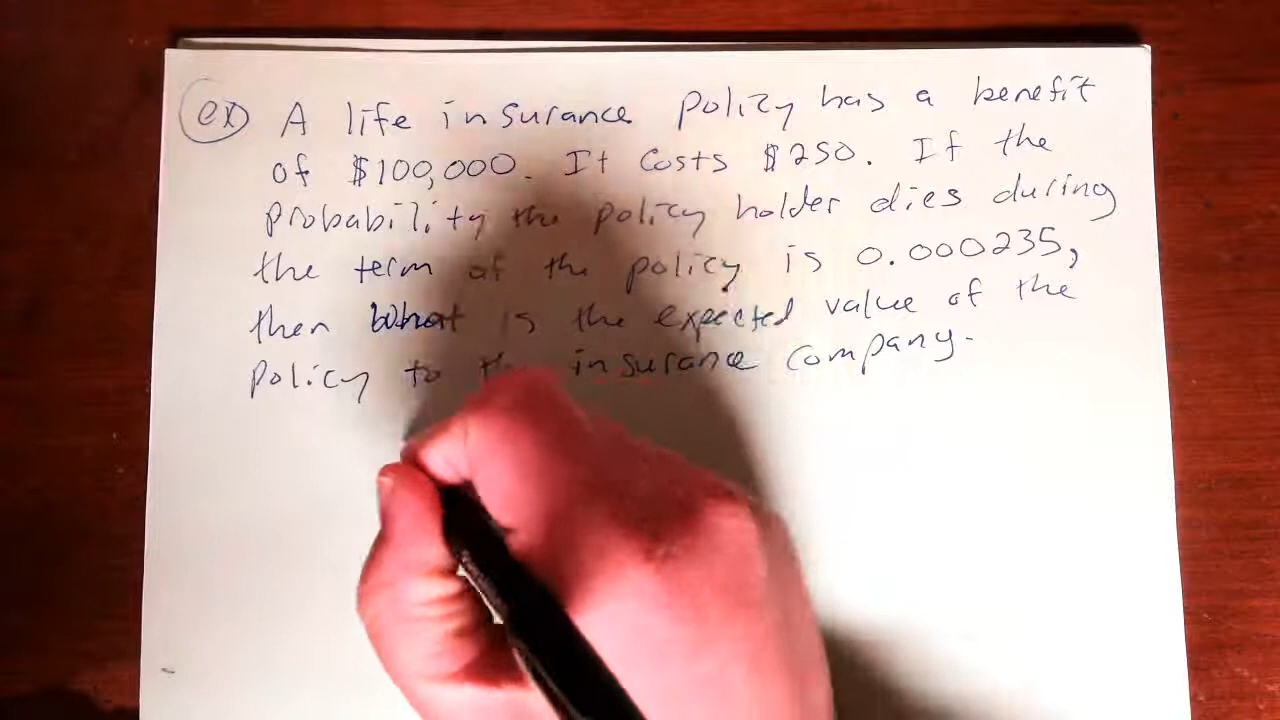 ex A life insurance policy has a benefit
of $100,000. It costs $250. If the
probability the policy holder dies during
the term of the policy is 0.000235,
then what is the expected value of the
policy to the insurance company.